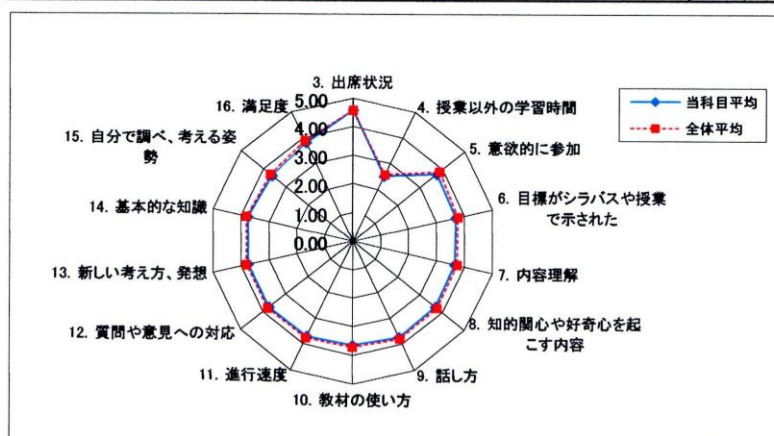 3. 出席状況
4. 授業以外の学習時間
5. 意欲的に参加
6. 目標がシラバスや授業
で示された
7. 内容理解
8. 知的関心や好奇心を起
こす内容
9. 話し方
10. 教材の使い方
11. 進行速度
12. 質問や意見への対応
13. 新しい考え方、発想
14. 基本的な知識
15. 自分で調べ、考える姿
勢
16. 満足度
5.00
4.00
3.00
2.00
1.00
0.00
当科目平均
全体平均